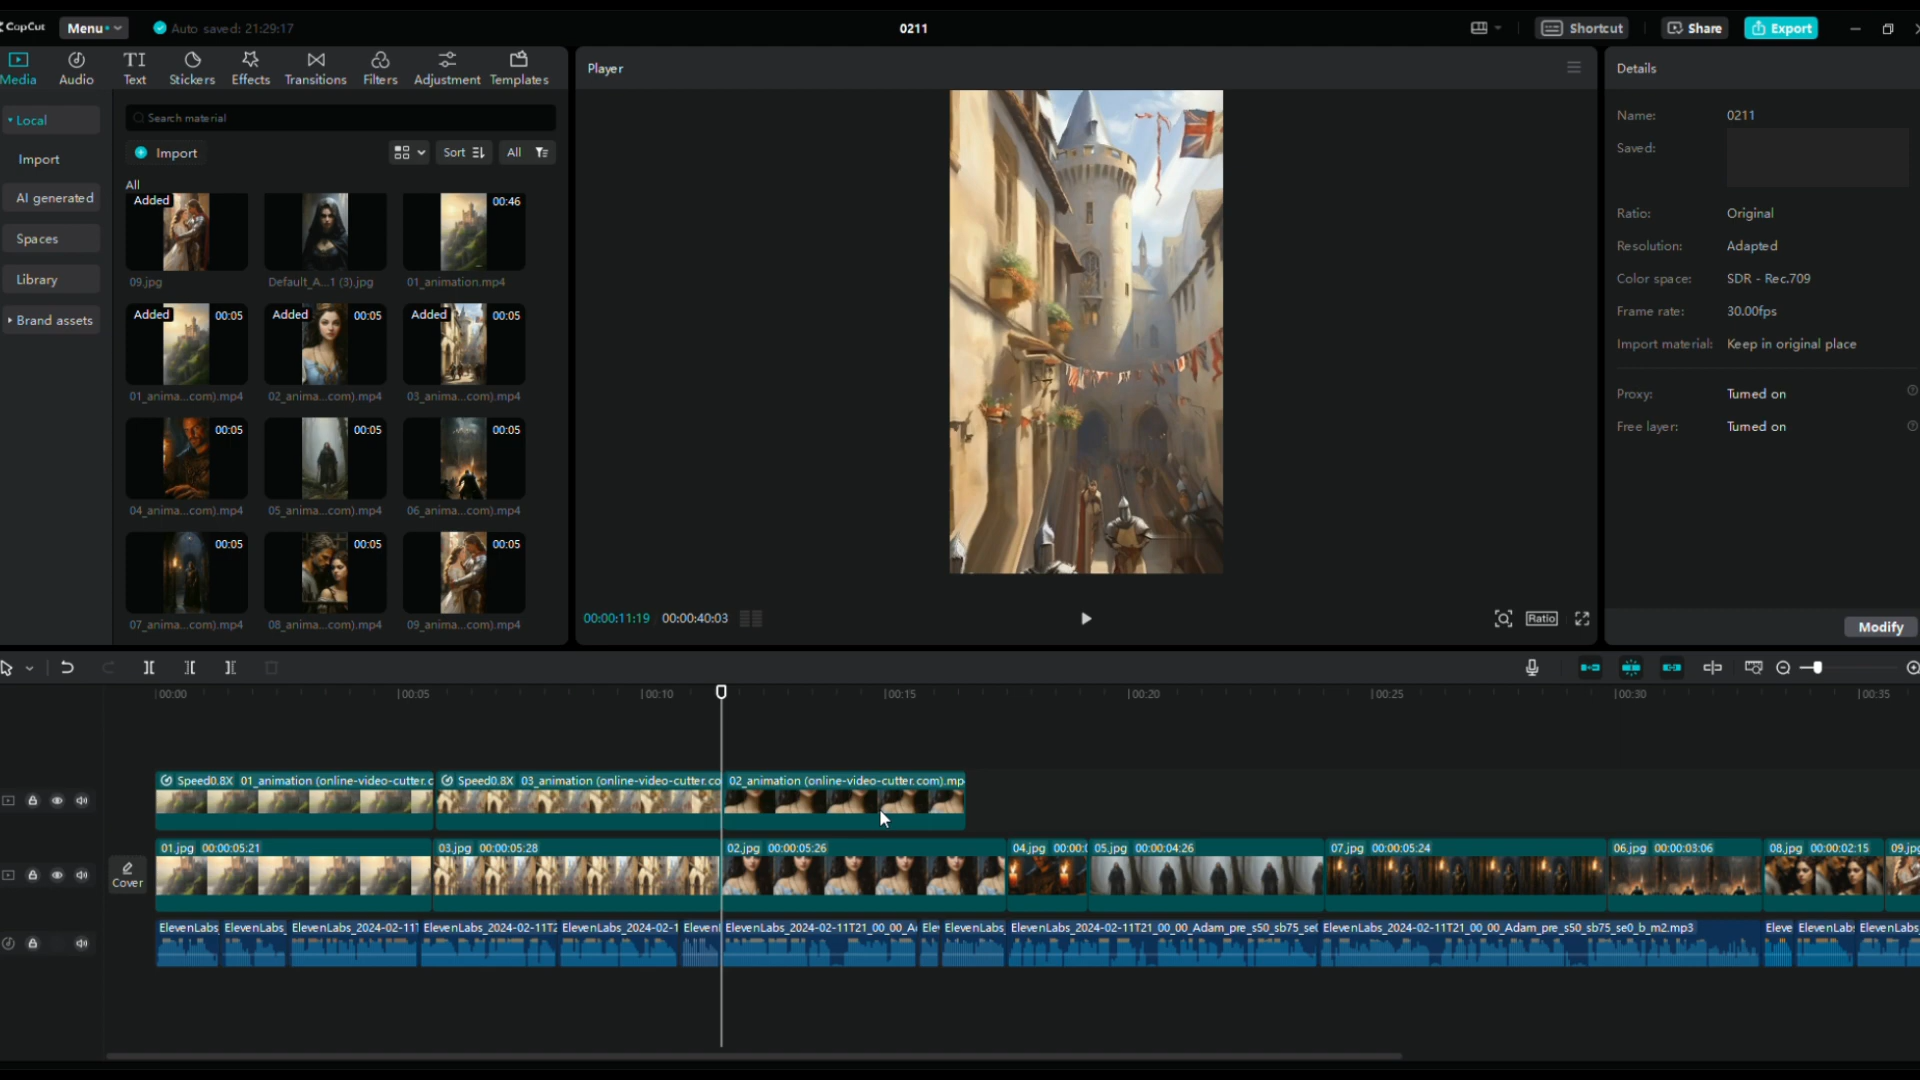 CapCut
Menu
Auto saved: 21:29:17
0211
Shortcut
Share
Export
Media
Audio
Text
Stickers
Effects
Transitions
Filters
Adjustment
Templates
Player
Details
Local
Import
AI generated
Spaces
Library
Brand assets
Search material
Import
Sort
All
All
Added
00:46
09.jpg
Default_A...1 (3).jpg
01_animation.mp4
Added 00:05
Added 00:05
Added 00:05
01_anima...com).mp4
02_anima...com).mp4
03_anima...com).mp4
00:05
00:05
00:05
04_anima...com).mp4
05_anima...com).mp4
06_anima...com).mp4
00:05
00:05
00:05
07_anima...com).mp4
08_anima...com).mp4
09_anima...com).mp4
00:00:11:19 00:00:40:03
Ratio
Name: 0211
Saved:
Ratio: Original
Resolution: Adapted
Color space: SDR - Rec.709
Frame rate: 30.00fps
Import material: Keep in original place
Proxy: Turned on
Free layer: Turned on
Modify
00:00
00:05
00:10
00:15
00:20
00:25
00:30
00:35
Speed0.8X 01_animation (online-video-cutter.c
Speed0.8X 03_animation (online-video-cutter.co
02_animation (online-video-cutter.com).mp
Cover
01.jpg 00:00:05:21
03.jpg 00:00:05:28
02.jpg 00:00:05:26
04.jpg 00:00:0
05.jpg 00:00:04:26
07.jpg 00:00:05:24
06.jpg 00:00:03:06
08.jpg 00:00:02:15
09.jpg
ElevenLabs
ElevenLabs_
ElevenLabs_2024-02-11T
ElevenLabs_2024-02-11T2
ElevenLabs_2024-02-1
Elevenl
ElevenLabs_2024-02-11T21_00_00_A
Ele
ElevenLabs_
ElevenLabs_2024-02-11T21_00_00_Adam_pre_s50_sb75_se0
ElevenLabs_2024-02-11T21_00_00_Adam_pre_s50_sb75_se0_b_m2.mp3
Eleve
ElevenLabs
ElevenLabs_